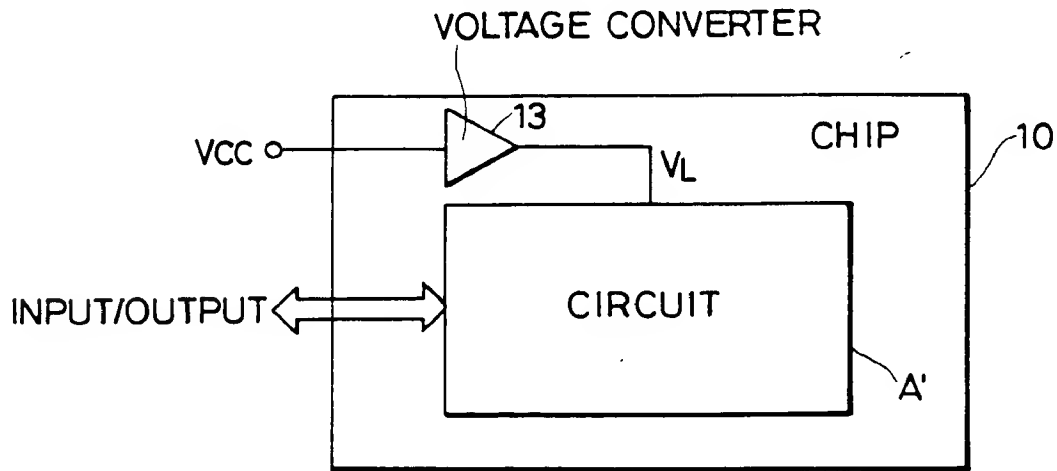 VOLTAGE CONVERTER
13
CHIP
10
VCC
VL
INPUT/OUTPUT
CIRCUIT
A'